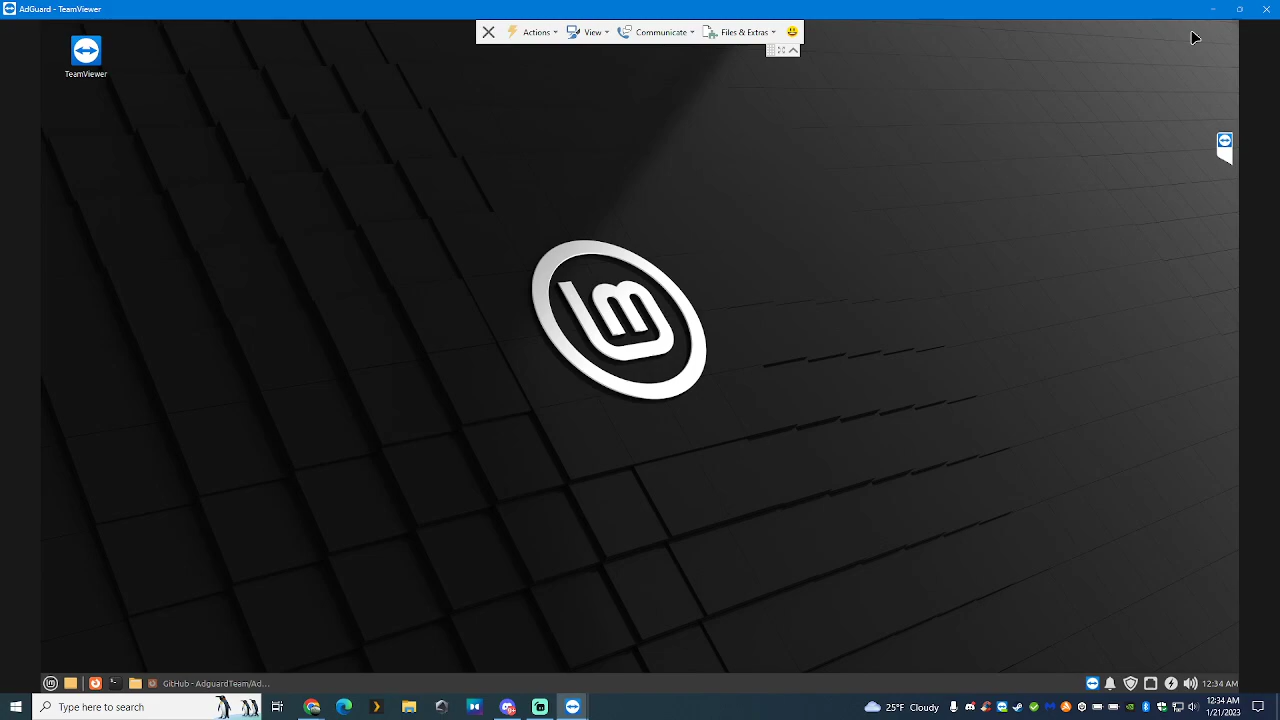 AdGuard - TeamViewer
Actions
View
Communicate
Files & Extras
TeamViewer
GitHub - AdguardTeam/Ad...
12:34 AM
Type here to search
25°F Cloudy
12:34 AM
1/21/2023